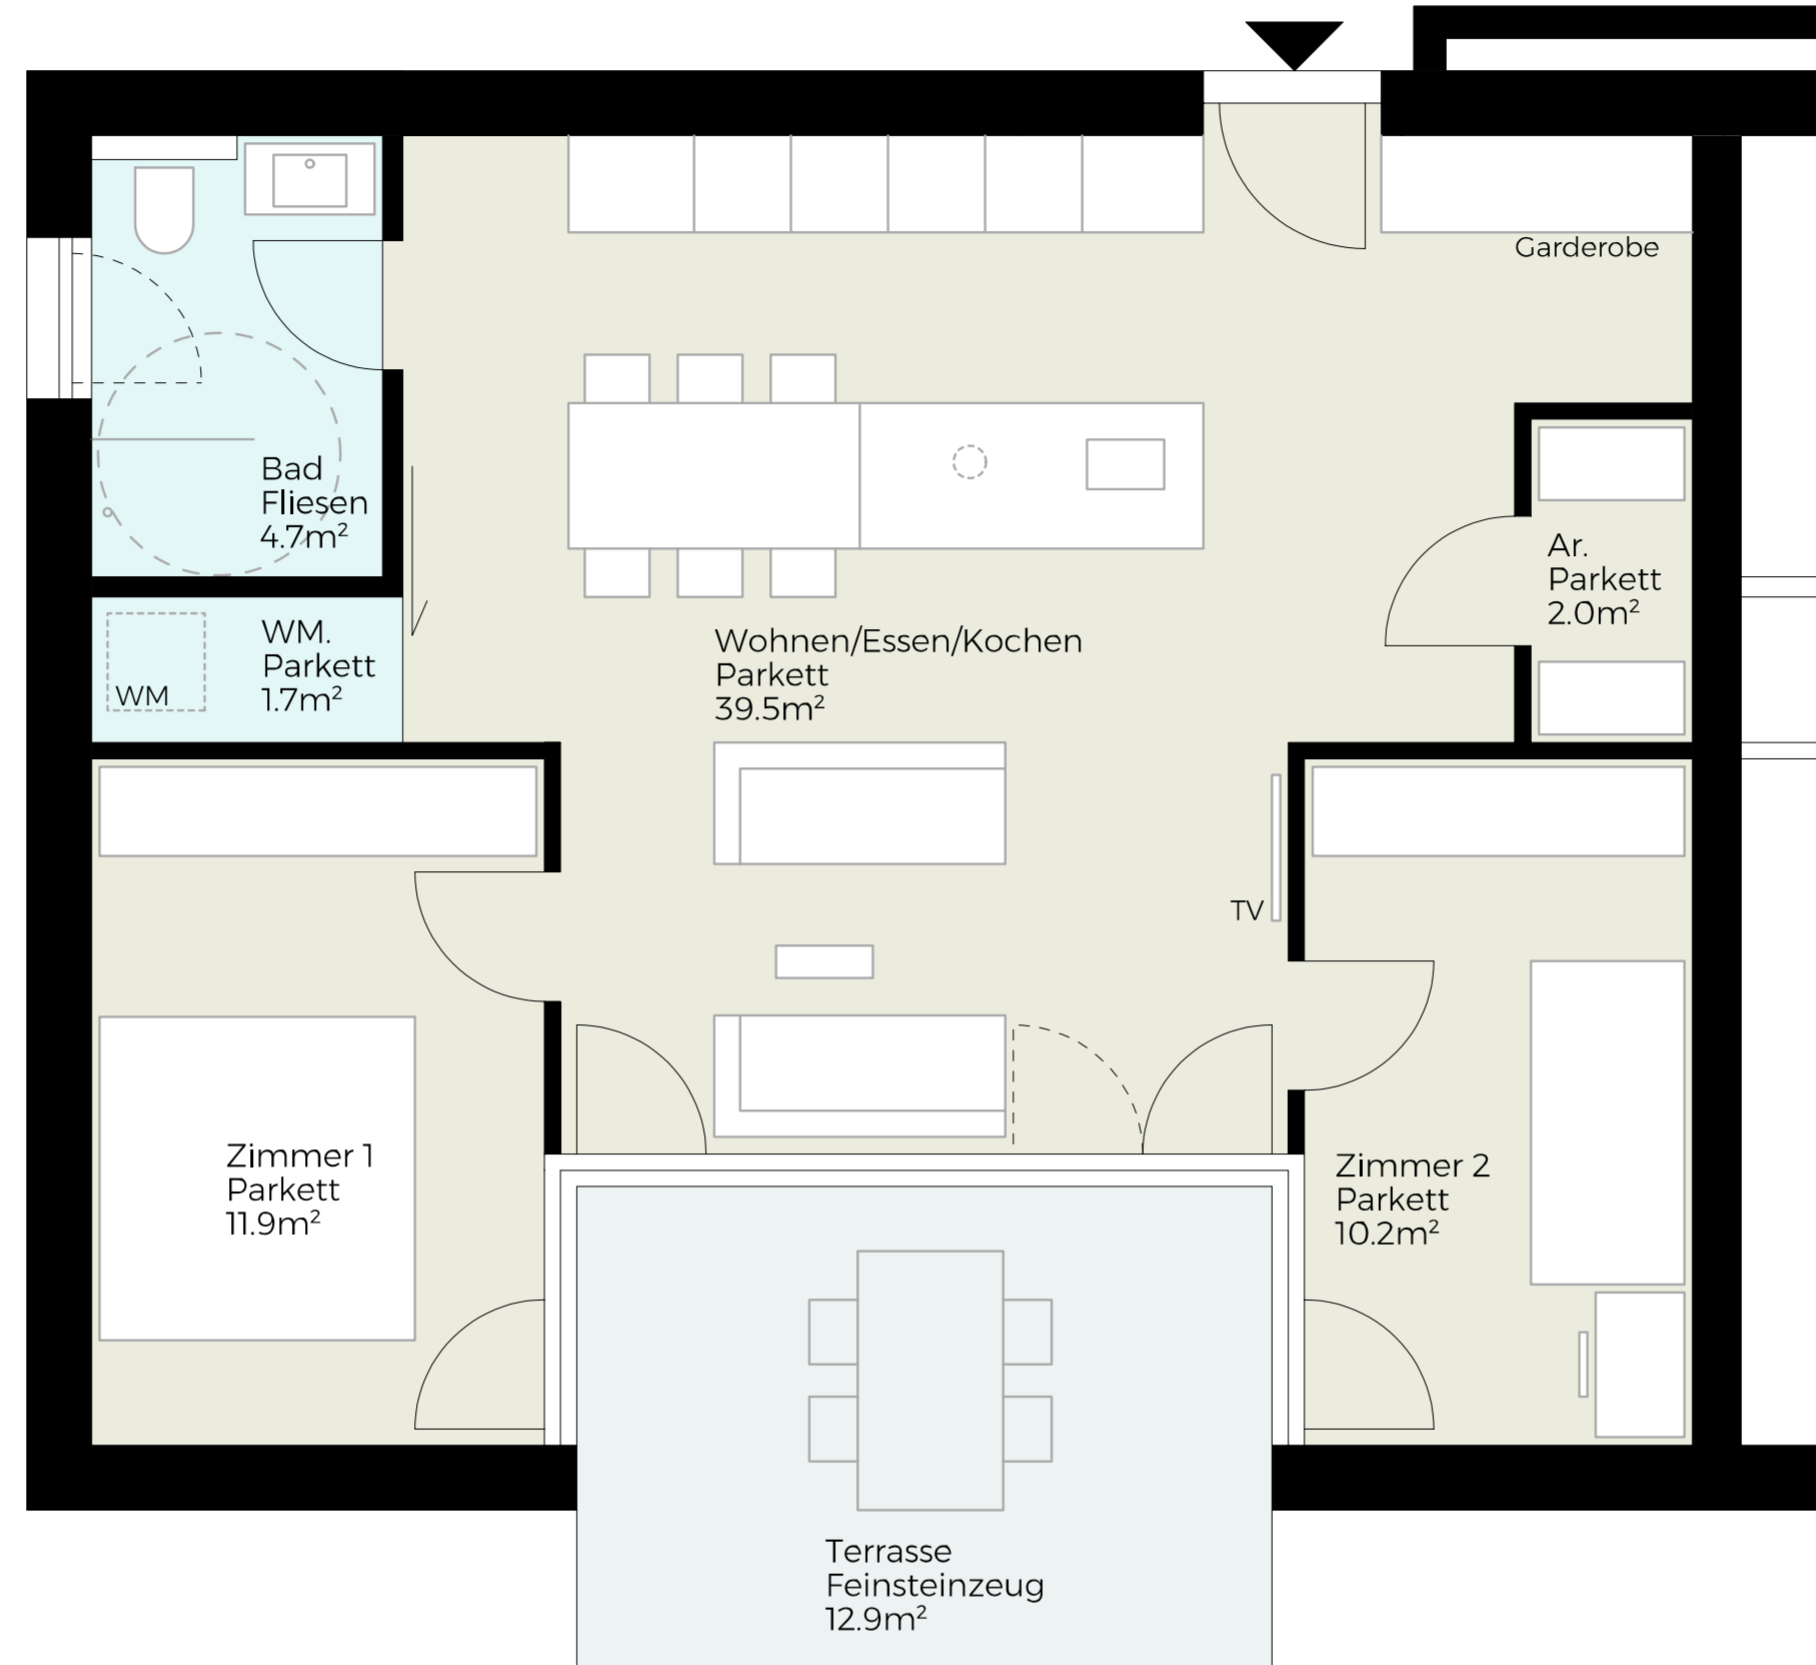 Garderobe
Bad
Fliesen
4.7m²
Ar.
Parkett
2.0m²
WM.
Parkett
1.7m²
WM
Wohnen/Essen/Kochen
Parkett
39.5m²
TV
Zimmer 1
Parkett
11.9m²
Zimmer 2
Parkett
10.2m²
Terrasse
Feinsteinzeug
12.9m²